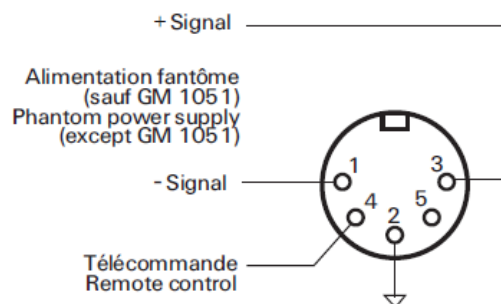 + Signal
Alimentation fantôme
(sauf GM 1051)
Phantom power supply
(except GM 1051)
- Signal
1
3
4
5
2
Télécommande
Remote control